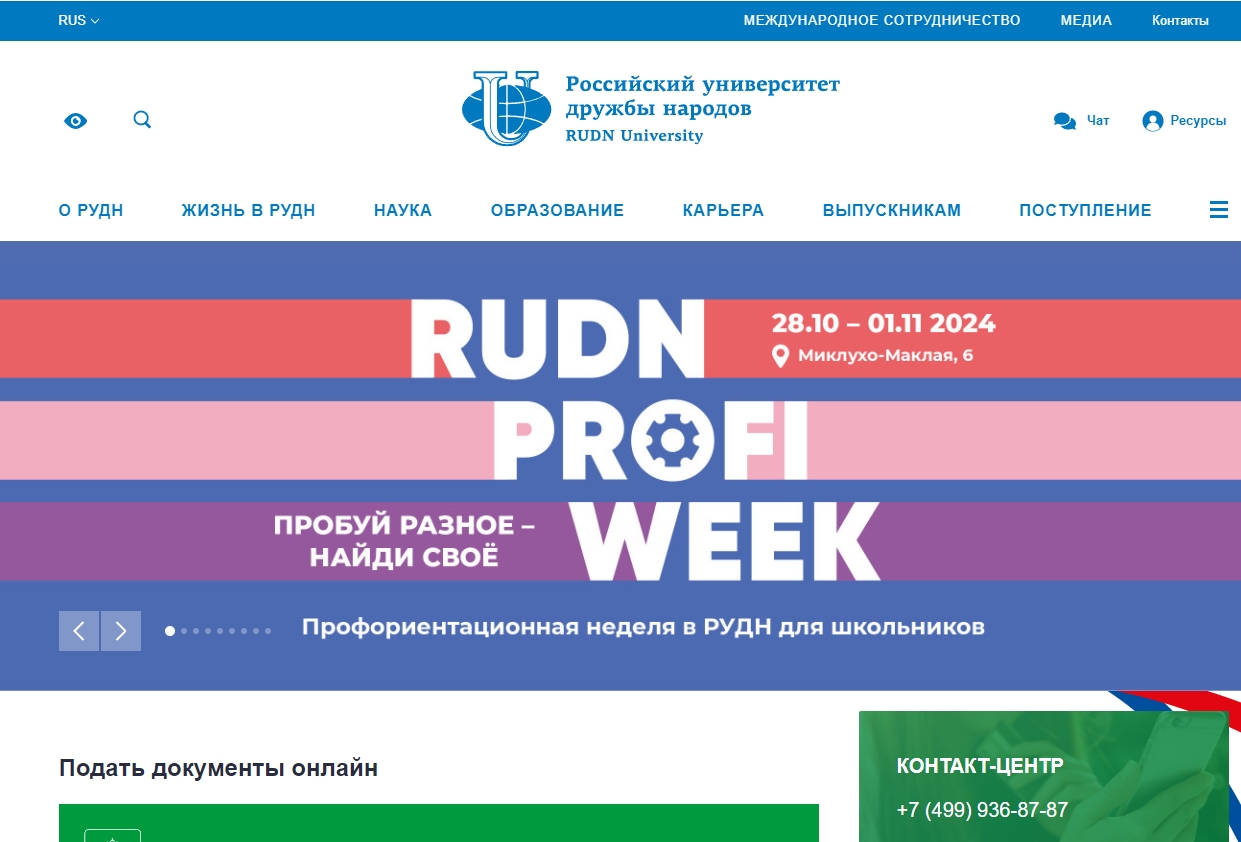 RUS
МЕЖДУНАРОДНОЕ СОТРУДНИЧЕСТВО
МЕДИА
Контакты
Российский университет
дружбы народов
RUDN University
Чат
Ресурсы
О РУДН
ЖИЗНЬ В РУДН
НАУКА
ОБРАЗОВАНИЕ
КАРЬЕРА
ВЫПУСКНИКАМ
ПОСТУПЛЕНИЕ
RUDN
28.10 – 01.11 2024
Миклухо-Маклая, 6
PROFI
ПРОБУЙ РАЗНОЕ –
НАЙДИ СВОЁ
WEEK
Профориентационная неделя в РУДН для школьников
Подать документы онлайн
КОНТАКТ-ЦЕНТР
+7 (499) 936-87-87